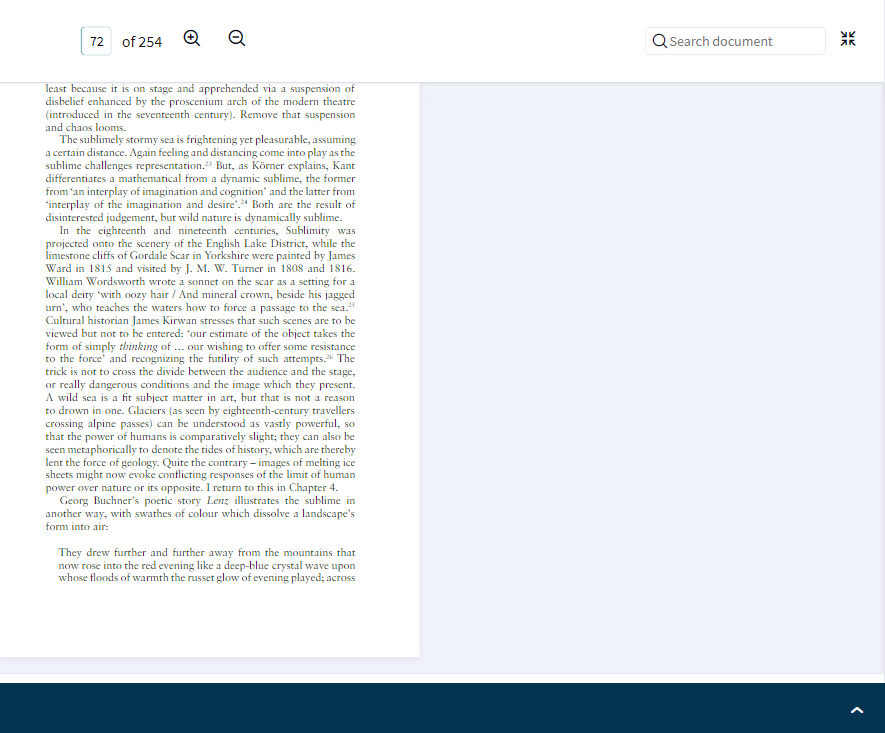 72 of 254 Search document
least because it is on stage and apprehended via a suspension of
disbelief enhanced by the proscenium arch of the modern theatre
(introduced in the seventeenth century). Remove that suspension
and chaos looms.
The sublimely stormy sea is frightening yet pleasurable, assuming
a certain distance. Again feeling and distancing come into play as the
sublime challenges representation.²³ But, as Körner explains, Kant
differentiates a mathematical from a dynamic sublime, the former
from ‘an interplay of imagination and cognition’ and the latter from
‘interplay of the imagination and desire’.²⁴ Both are the result of
disinterested judgement, but wild nature is dynamically sublime.
In the eighteenth and nineteenth centuries, Sublimity was
projected onto the scenery of the English Lake District, while the
limestone cliffs of Gordale Scar in Yorkshire were painted by James
Ward in 1815 and visited by J. M. W. Turner in 1808 and 1816.
William Wordsworth wrote a sonnet on the scar as a setting for a
local deity ‘with oozy hair / And mineral crown, beside his jagged
urn’, who teaches the waters how to force a passage to the sea.²⁵
Cultural historian James Kirwan stresses that such scenes are to be
viewed but not to be entered: ‘our estimate of the object takes the
form of simply thinking of … our wishing to offer some resistance
to the force’ and recognizing the futility of such attempts.²⁶ The
trick is not to cross the divide between the audience and the stage,
or really dangerous conditions and the image which they present.
A wild sea is a fit subject matter in art, but that is not a reason
to drown in one. Glaciers (as seen by eighteenth-century travellers
crossing alpine passes) can be understood as vastly powerful, so
that the power of humans is comparatively slight; they can also be
seen metaphorically to denote the tides of history, which are thereby
lent the force of geology. Quite the contrary – images of melting ice
sheets might now evoke conflicting responses of the limit of human
power over nature or its opposite. I return to this in Chapter 4.
Georg Buchner’s poetic story Lenz illustrates the sublime in
another way, with swathes of colour which dissolve a landscape’s
form into air:
They drew further and further away from the mountains that
now rose into the red evening like a deep-blue crystal wave upon
whose floods of warmth the russet glow of evening played; across